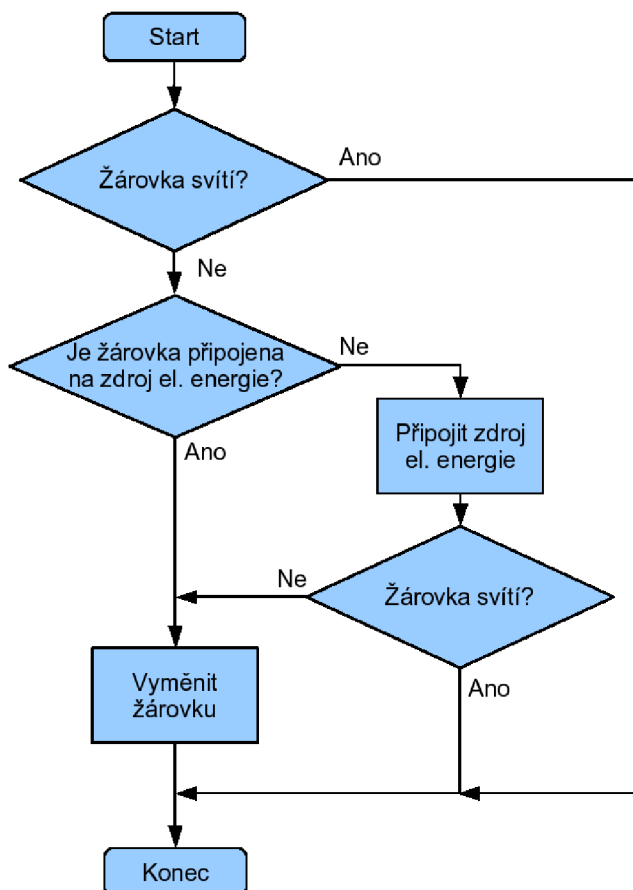 Start
Žárovka svítí?
Ano
Ne
Je žárovka připojena
na zdroj el. energie?
Ne
Připojit zdroj
el. energie
Ano
Žárovka svítí?
Ne
Ano
Vyměnit
žárovku
Konec